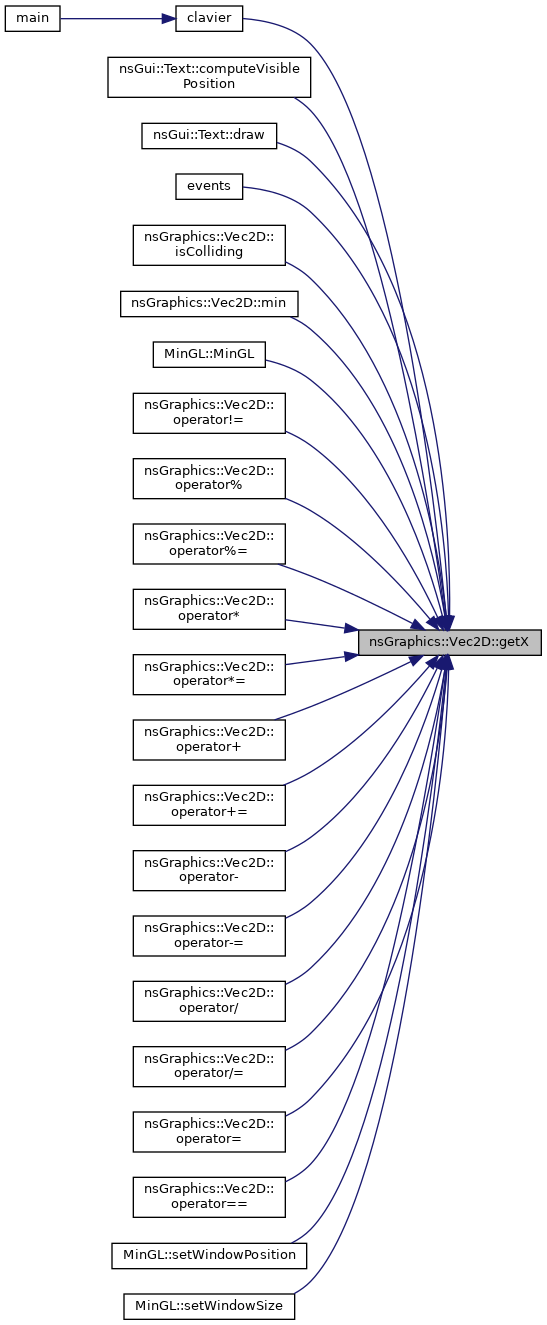 main
clavier
nsGui::Text::computeVisible
Position
nsGui::Text::draw
events
nsGraphics::Vec2D::
isColliding
nsGraphics::Vec2D::min
MinGL::MinGL
nsGraphics::Vec2D::
operator!=
nsGraphics::Vec2D::
operator%
nsGraphics::Vec2D::
operator%=
nsGraphics::Vec2D::
operator*
nsGraphics::Vec2D::getX
nsGraphics::Vec2D::
operator*=
nsGraphics::Vec2D::
operator+
nsGraphics::Vec2D::
operator+=
nsGraphics::Vec2D::
operator-
nsGraphics::Vec2D::
operator-=
nsGraphics::Vec2D::
operator/
nsGraphics::Vec2D::
operator/=
nsGraphics::Vec2D::
operator=
nsGraphics::Vec2D::
operator==
MinGL::setWindowPosition
MinGL::setWindowSize